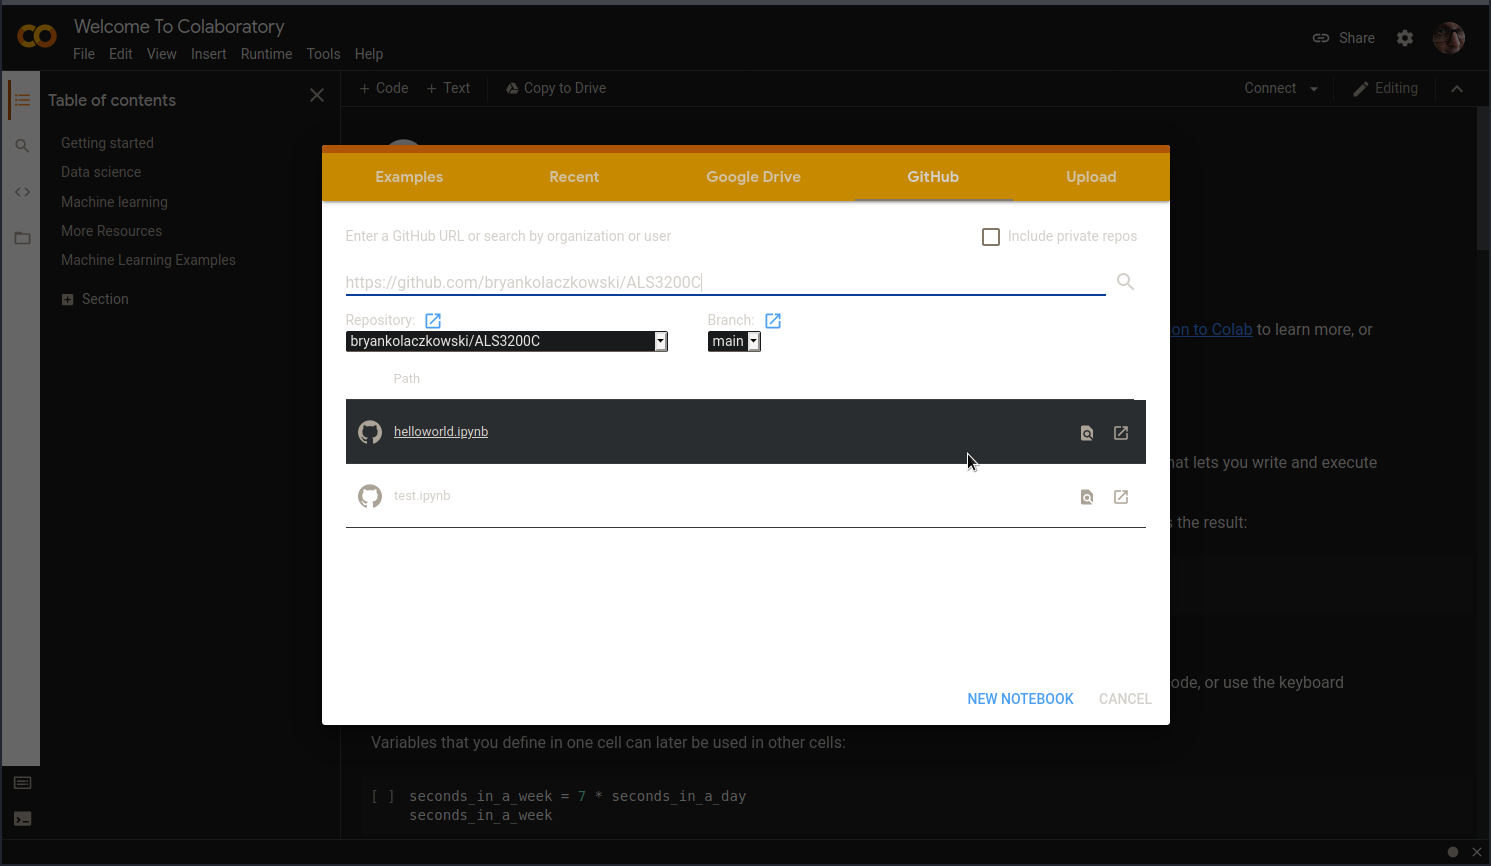 Welcome To Colaboratory
File Edit View Insert Runtime Tools Help
Share
Table of contents
Getting started
Data science
Machine learning
More Resources
Machine Learning Examples
Section
+ Code + Text Copy to Drive
Connect
Editing
Examples Recent Google Drive GitHub Upload
Enter a GitHub URL or search by organization or user
Include private repos
https://github.com/bryankolaczkowski/ALS3200C
Repository: Branch:
bryankolaczkowski/ALS3200C main
Path
helloworld.ipynb
test.ipynb
NEW NOTEBOOK CANCEL
on to Colab to learn more, or
hat lets you write and execute
s the result:
ode, or use the keyboard
Variables that you define in one cell can later be used in other cells:
[ ] seconds_in_a_week = 7 * seconds_in_a_day
seconds_in_a_week